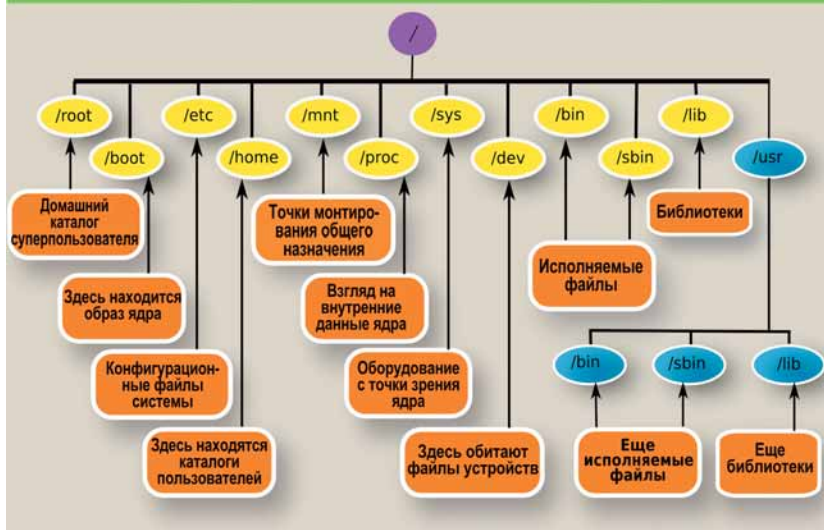 /
/root
/etc
/mnt
/sys
/bin
/lib
/boot
/home
/proc
/dev
/sbin
/usr
Домашний
каталог
суперпользователя
Точки монтиро-
вания общего
назначения
Библиотеки
Исполняемые
файлы
Здесь находится
образ ядра
Взгляд на
внутренние
данные ядра
Конфигурацион-
ные файлы
системы
Оборудование
с точки зрения
ядра
/bin
/sbin
/lib
Здесь находятся
каталоги
пользователей
Здесь обитают
файлы устройств
Еще
исполняемые
файлы
Еще
библиотеки